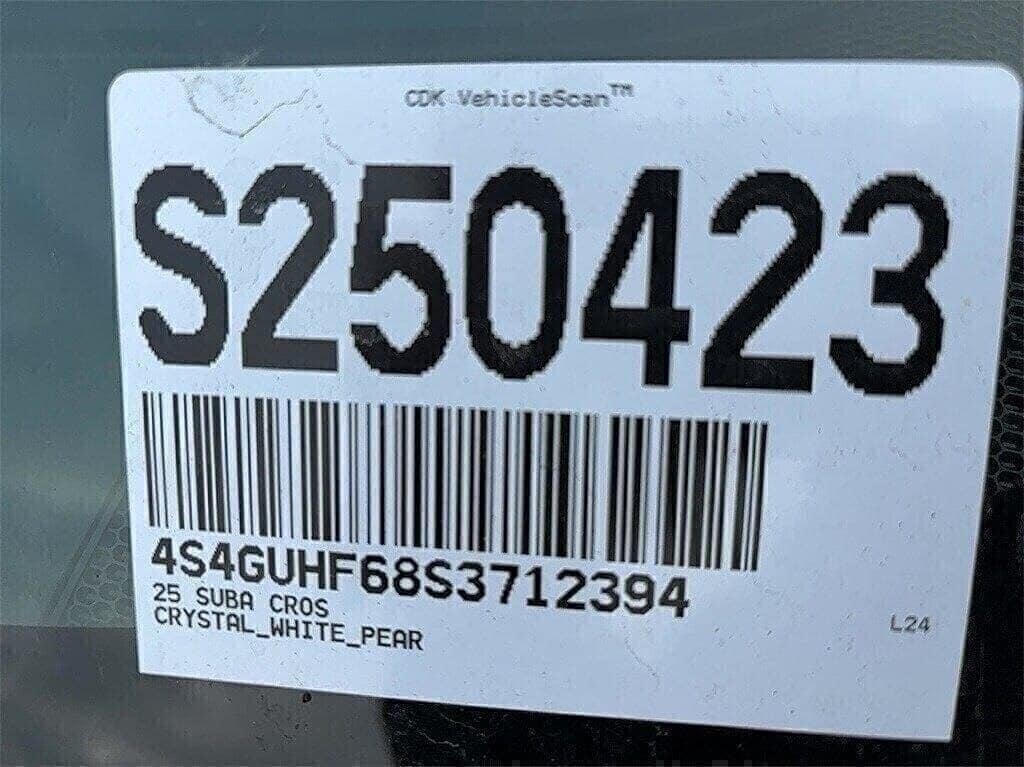 CDK VehicleScan™
S250423
4S4GUHF68S3712394
25 SUBA CROS
CRYSTAL_WHITE_PEAR
L24